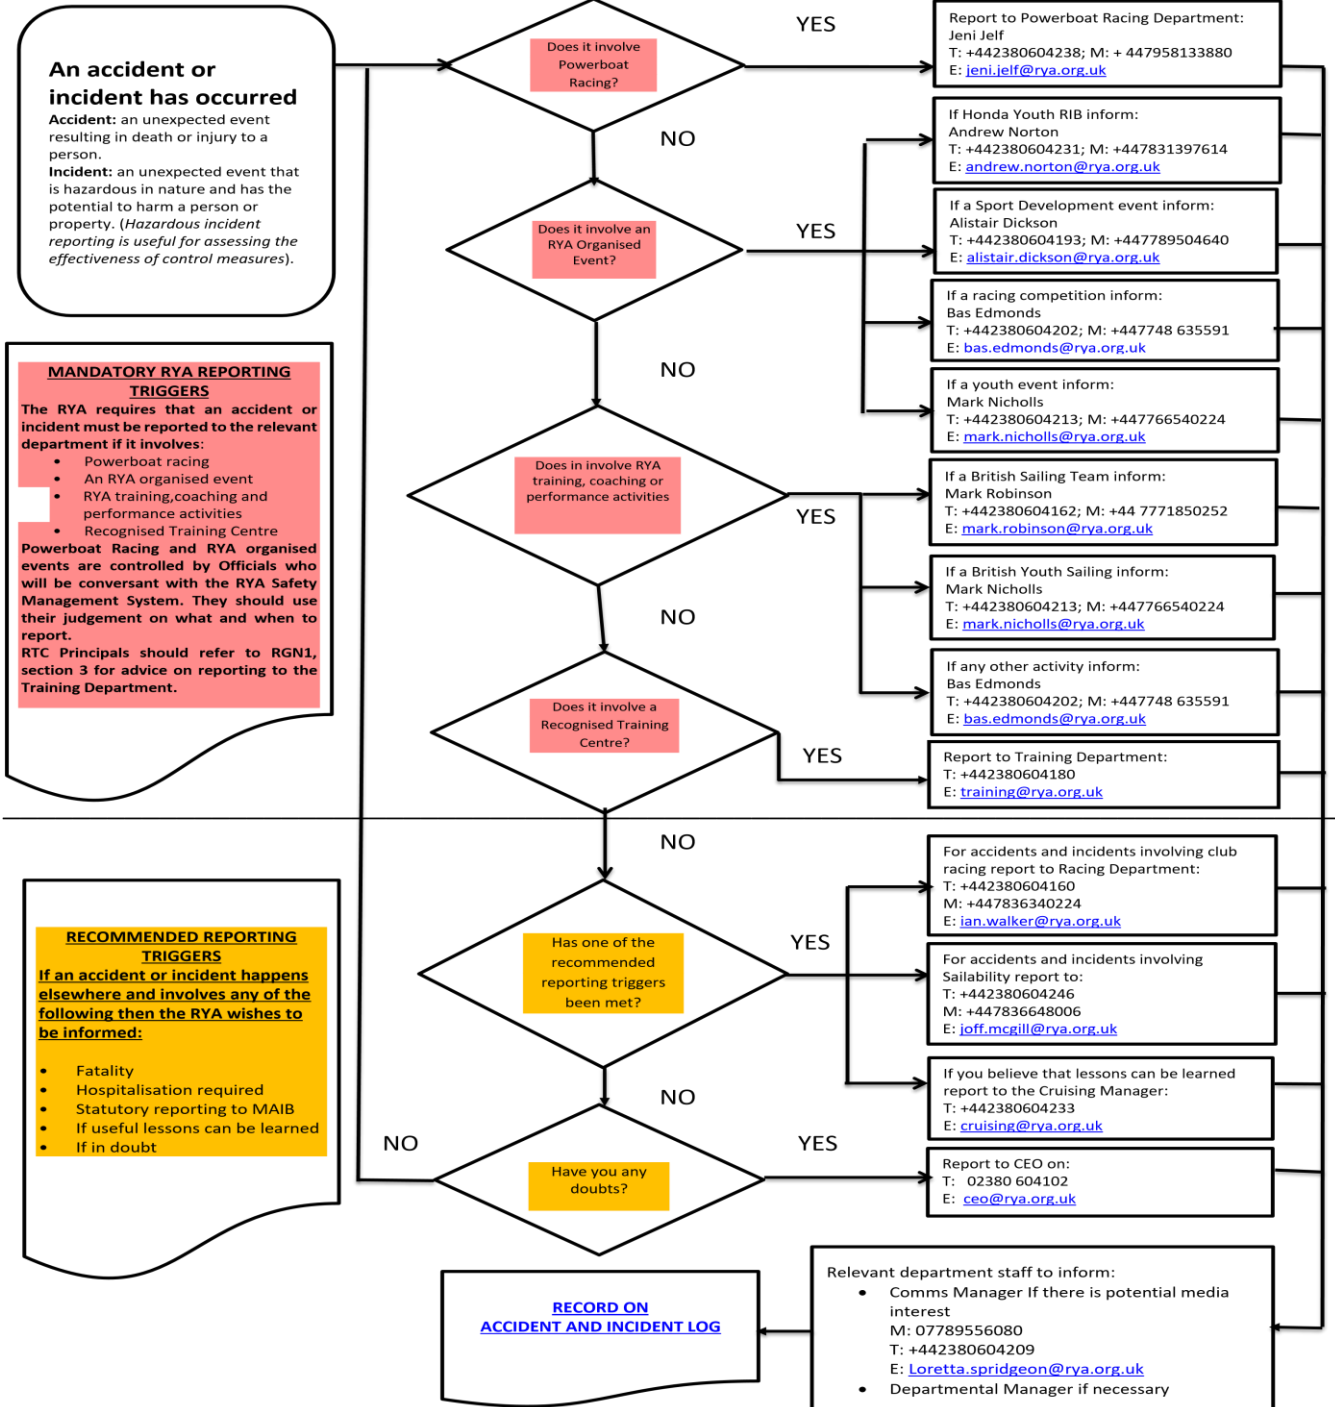 An accident or
incident has occurred
Accident: an unexpected event
resulting in death or injury to a
person.
Incident: an unexpected event that
is hazardous in nature and has the
potential to harm a person or
property. (Hazardous incident
reporting is useful for assessing the
effectiveness of control measures).
Does it involve
Powerboat
Racing?
YES
Report to Powerboat Racing Department:
Jeni Jelf
T: +442380604238; M: + 447958133880
E: jeni.jelf@rya.org.uk
NO
Does it involve an
RYA Organised
Event?
YES
If Honda Youth RIB inform:
Andrew Norton
T: +442380604231; M: +447831397614
E: andrew.norton@rya.org.uk
If a Sport Development event inform:
Alistair Dickson
T: +442380604193; M: +447789504640
E: alistair.dickson@rya.org.uk
If a racing competition inform:
Bas Edmonds
T: +442380604202; M: +447748 635591
E: bas.edmonds@rya.org.uk
If a youth event inform:
Mark Nicholls
T: +442380604213; M: +447766540224
E: mark.nicholls@rya.org.uk
NO
MANDATORY RYA REPORTING
TRIGGERS
The RYA requires that an accident or
incident must be reported to the relevant
department if it involves:
• Powerboat racing
• An RYA organised event
• RYA training,coaching and
performance activities
• Recognised Training Centre
Powerboat Racing and RYA organised
events are controlled by Officials who
will be conversant with the RYA Safety
Management System. They should use
their judgement on what and when to
report.
RTC Principals should refer to RGN1,
section 3 for advice on reporting to the
Training Department.
Does in involve RYA
training, coaching or
performance activities
YES
If a British Sailing Team inform:
Mark Robinson
T: +442380604162; M: +44 7771850252
E: mark.robinson@rya.org.uk
If a British Youth Sailing inform:
Mark Nicholls
T: +442380604213; M: +447766540224
E: mark.nicholls@rya.org.uk
If any other activity inform:
Bas Edmonds
T: +442380604202; M: +447748 635591
E: bas.edmonds@rya.org.uk
NO
Does it involve a
Recognised Training
Centre?
YES
Report to Training Department:
T: +442380604180
E: training@rya.org.uk
NO
RECOMMENDED REPORTING
TRIGGERS
If an accident or incident happens
elsewhere and involves any of the
following then the RYA wishes to
be informed:
• Fatality
• Hospitalisation required
• Statutory reporting to MAIB
• If useful lessons can be learned
• If in doubt
Has one of the
recommended
reporting triggers
been met?
YES
For accidents and incidents involving club
racing report to Racing Department:
T: +442380604160
M: +447836340224
E: ian.walker@rya.org.uk
For accidents and incidents involving
Sailability report to:
T: +442380604246
M: +447836648006
E: joff.mcgill@rya.org.uk
If you believe that lessons can be learned
report to the Cruising Manager:
T: +442380604233
E: cruising@rya.org.uk
NO
NO
Have you any
doubts?
YES
Report to CEO on:
T: 02380 604102
E: ceo@rya.org.uk
Relevant department staff to inform:
• Comms Manager If there is potential media
interest
M: 07789556080
T: +442380604209
E: Loretta.spridgeon@rya.org.uk
• Departmental Manager if necessary
RECORD ON
ACCIDENT AND INCIDENT LOG